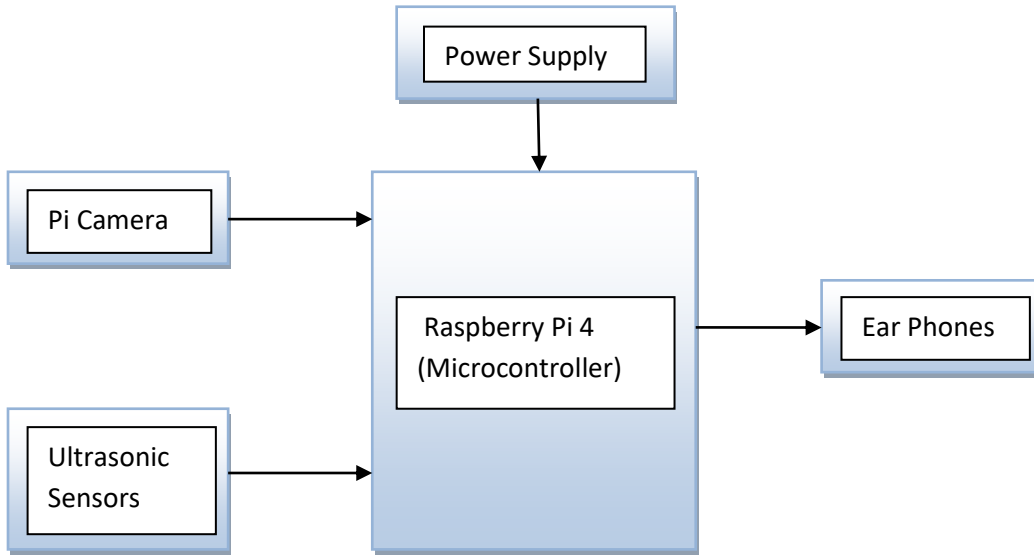 Power Supply
Pi Camera
Raspberry Pi 4
(Microcontroller)
Ear Phones
Ultrasonic
Sensors